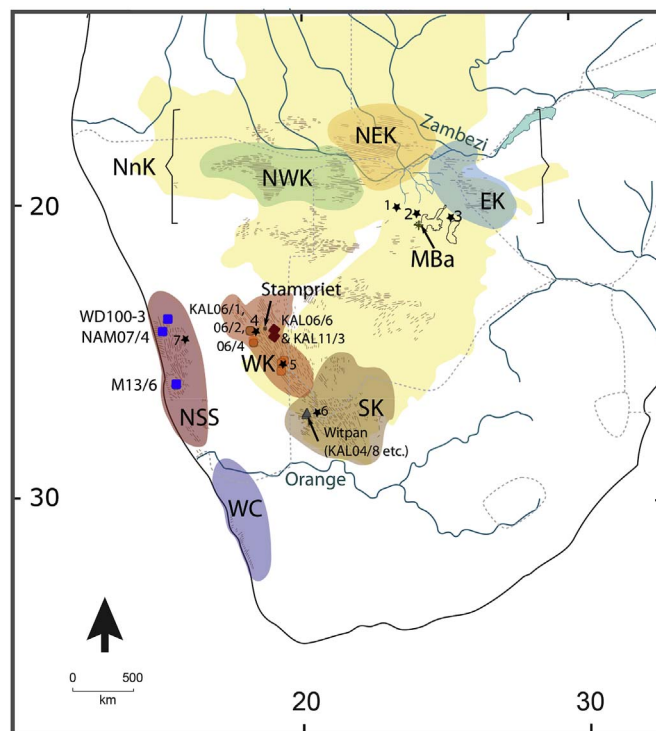 Zambezi
NEK
NnK
NWK
EK
20
1
2
3
MBa
Stampriet
WD100-3
KAL06/1,
4
KAL06/6
NAM07/4
06/2,
& KAL11/3
7
06/4
WK
5
M13/6
NSS
SK
6
Witpan
(KAL04/8 etc.)
30
Orange
WC
0 500
km
20
30